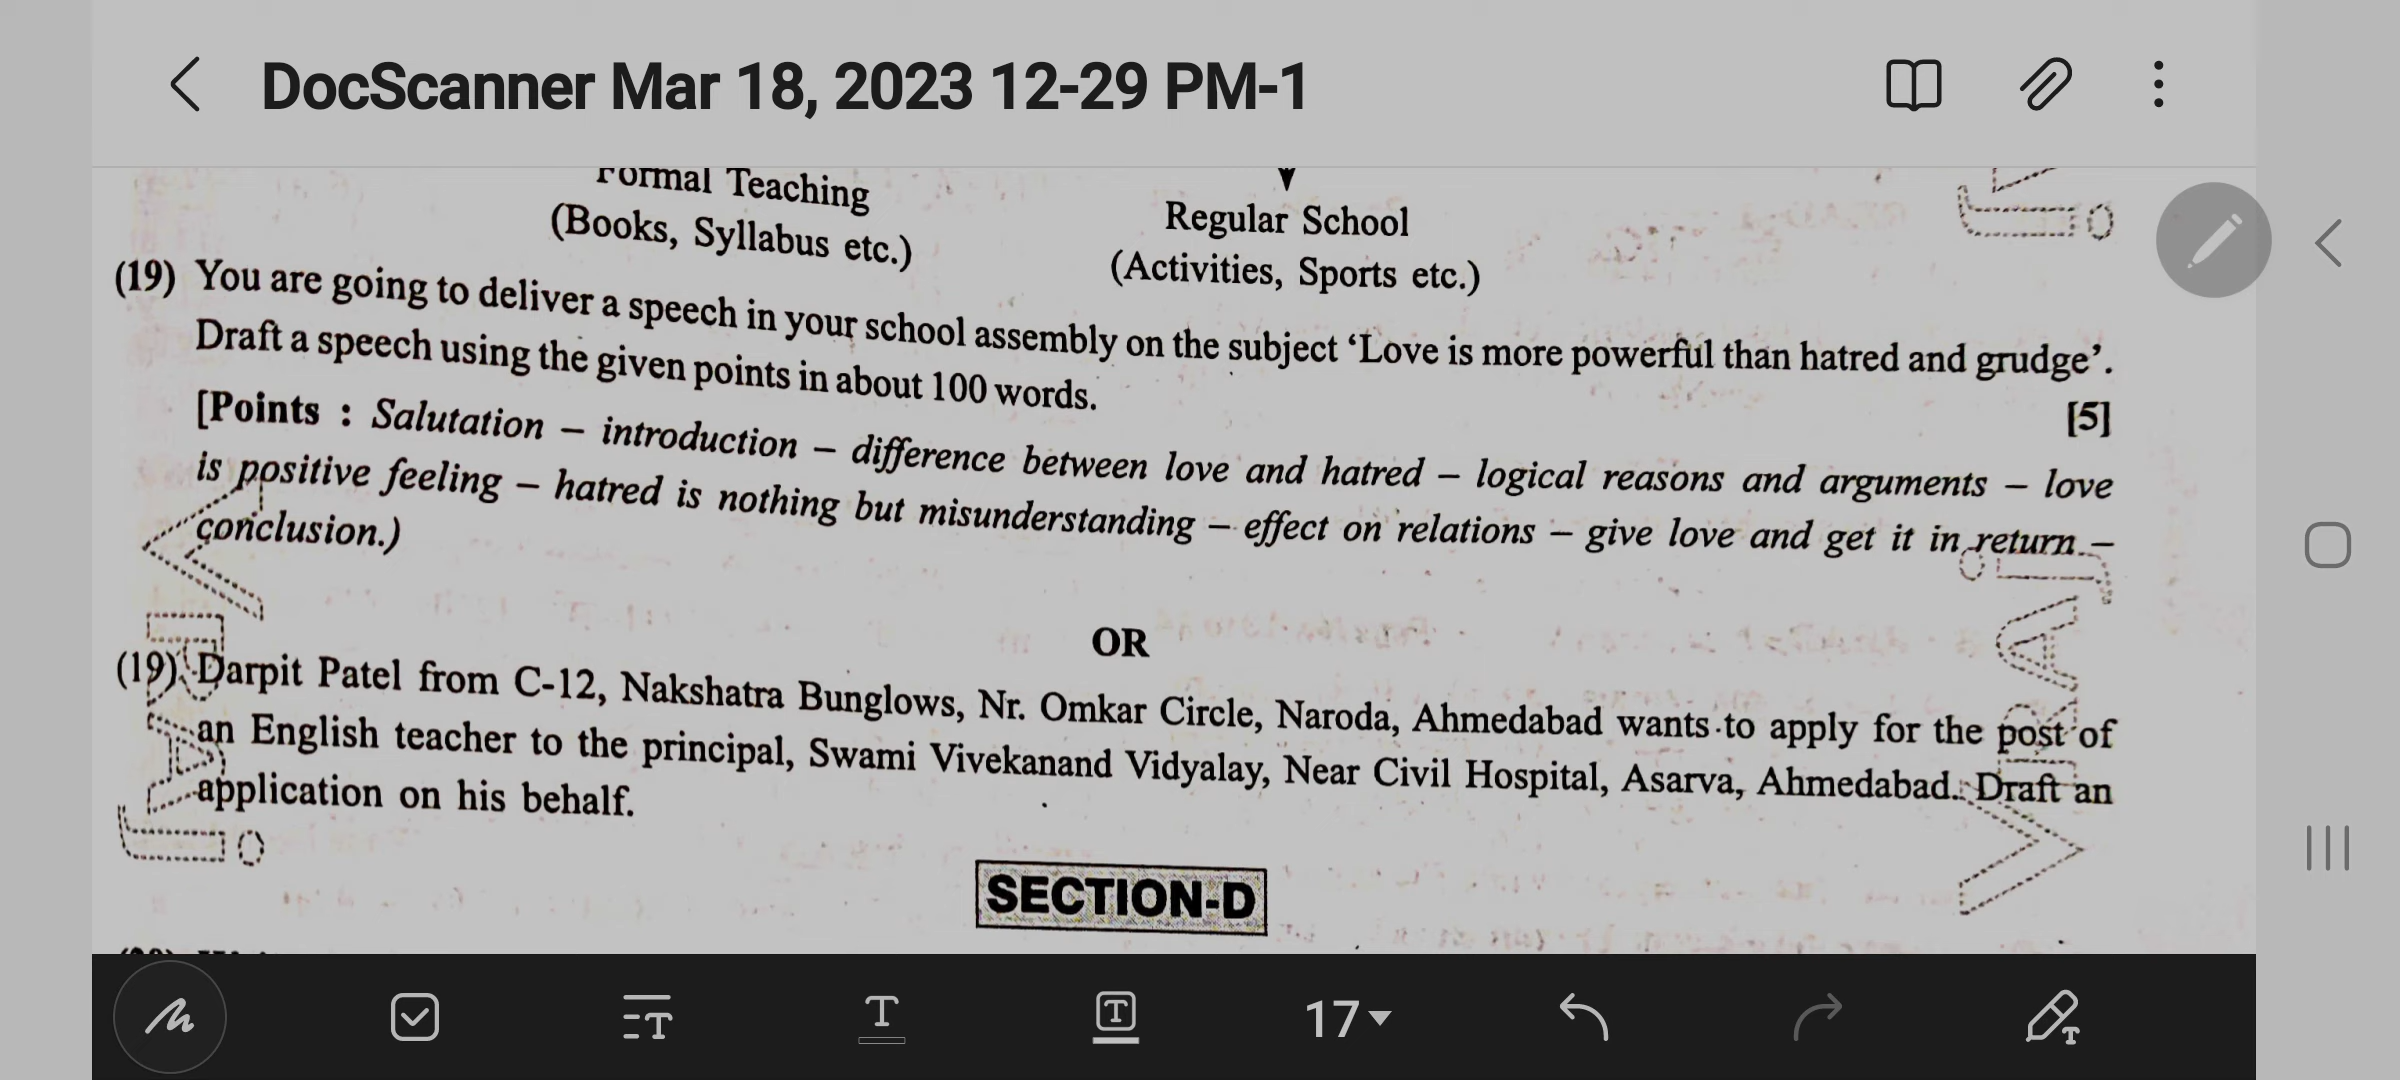 DocScanner Mar 18, 2023 12-29 PM-1
Formal Teaching
(Books, Syllabus etc.)
Regular School
(Activities, Sports etc.)
(19) You are going to deliver a speech in your school assembly on the subject ‘Love is more powerful than hatred and grudge’.
Draft a speech using the given points in about 100 words.
[5]
[Points : Salutation – introduction – difference between love and hatred – logical reasons and arguments – love
is positive feeling – hatred is nothing but misunderstanding – effect on relations – give love and get it in return –
conclusion.)
OR
(19) Darpit Patel from C-12, Nakshatra Bunglows, Nr. Omkar Circle, Naroda, Ahmedabad wants to apply for the post of
an English teacher to the principal, Swami Vivekanand Vidyalay, Near Civil Hospital, Asarva, Ahmedabad. Draft an
application on his behalf.
SECTION-D
17